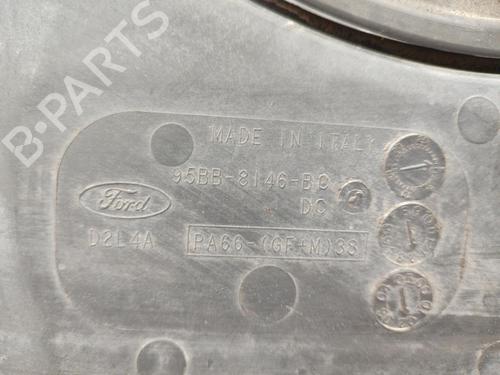 B-PARTS
MADE IN ITALY
95BB-8146-BC
DC
Ford
D2L4A
PA66-(GF+M)38